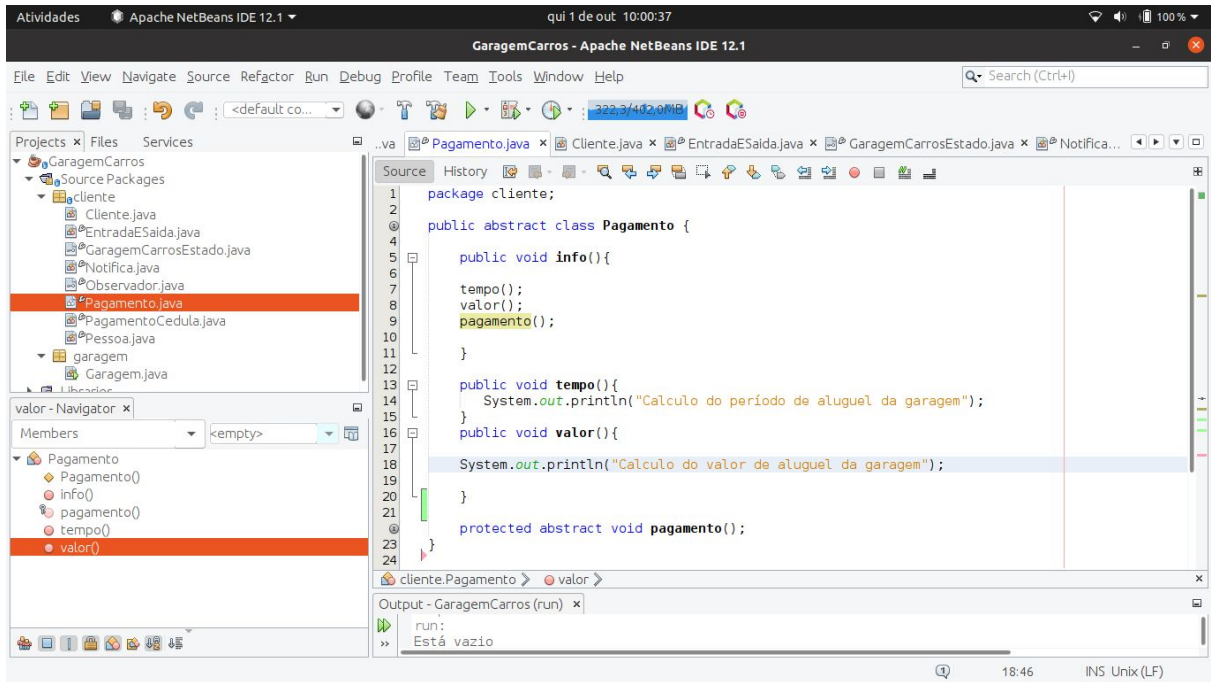 Atividades Apache NetBeans IDE 12.1 qui 1 de out 10:00:37 100 %
GaragemCarros - Apache NetBeans IDE 12.1
File Edit View Navigate Source Refactor Run Debug Profile Team Tools Window Help Search (Ctrl+I)
<default co... 322,3/402,0MB
Projects Files Services
GaragemCarros
Source Packages
cliente
Cliente.java
EntradaESaida.java
GaragemCarrosEstado.java
Notifica.java
Observador.java
Pagamento.java
PagamentoCedula.java
Pessoa.java
garagem
Garagem.java
Libraries
valor - Navigator
Members <empty>
Pagamento
Pagamento()
info()
pagamento()
tempo()
valor()
...va Pagamento.java Cliente.java EntradaESaida.java GaragemCarrosEstado.java Notifica...
Source History
1 package cliente;
2
public abstract class Pagamento {
4
5 public void info(){
6
7 tempo();
8 valor();
9 pagamento();
10
11 }
12
13 public void tempo(){
14 System.out.println("Calculo do período de aluguel da garagem");
15 }
16 public void valor(){
17
18 System.out.println("Calculo do valor de aluguel da garagem");
19
20 }
21
protected abstract void pagamento();
23 }
24
cliente.Pagamento valor
Output - GaragemCarros (run)
run:
Está vazio
1 18:46 INS Unix (LF)